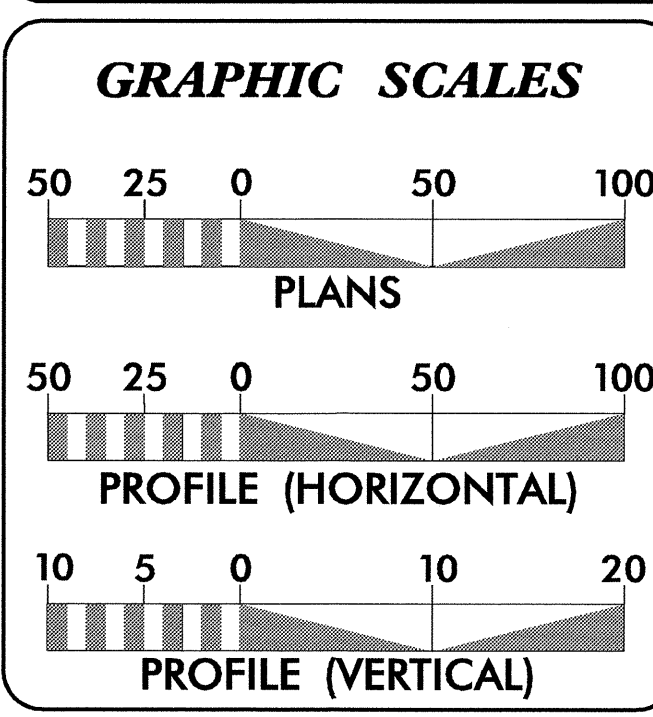 GRAPHIC SCALES
50 25 0 50 100
PLANS
50 25 0 50 100
PROFILE (HORIZONTAL)
10 5 0 10 20
PROFILE (VERTICAL)